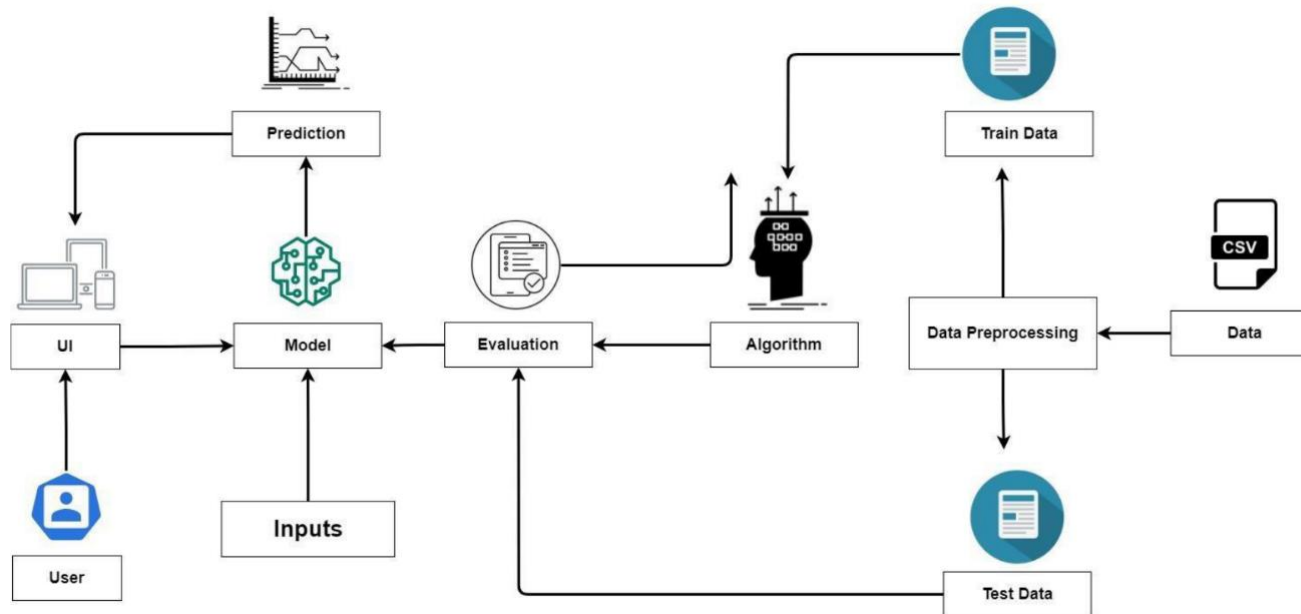 Prediction
Train Data
CSV
UI
Model
Evaluation
Algorithm
Data Preprocessing
Data
Inputs
User
Test Data